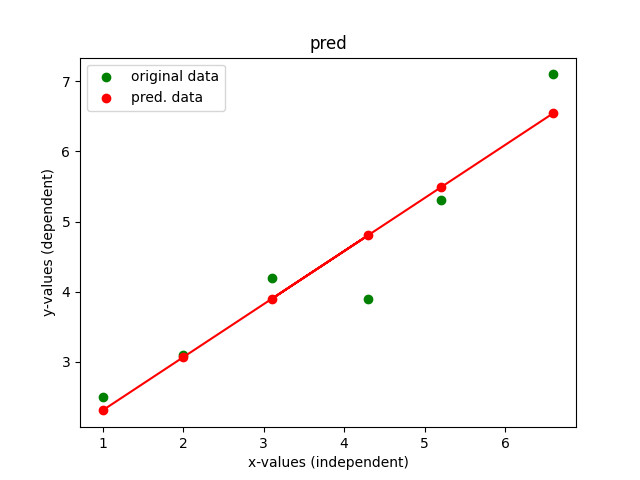 pred
original data
pred. data
7
6
5
4
3
y-values (dependent)
1 2 3 4 5 6
x-values (independent)